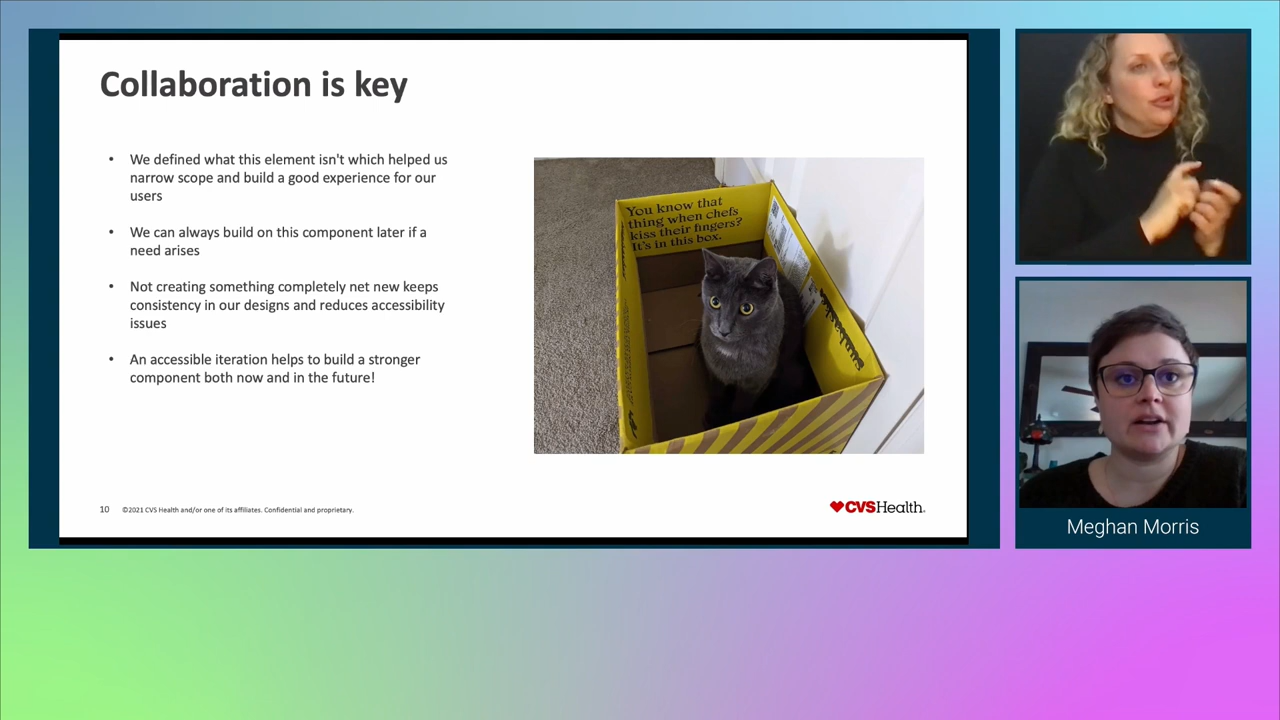 Collaboration is key
• We defined what this element isn't which helped us
narrow scope and build a good experience for our
users
• We can always build on this component later if a
need arises
• Not creating something completely net new keeps
consistency in our designs and reduces accessibility
issues
• An accessible iteration helps to build a stronger
component both now and in the future!
You know that
thing when chefs
kiss their fingers?
It's in this box.
10 ©2021 CVS Health and/or one of its affiliates. Confidential and proprietary.
CVSHealth.
Meghan Morris